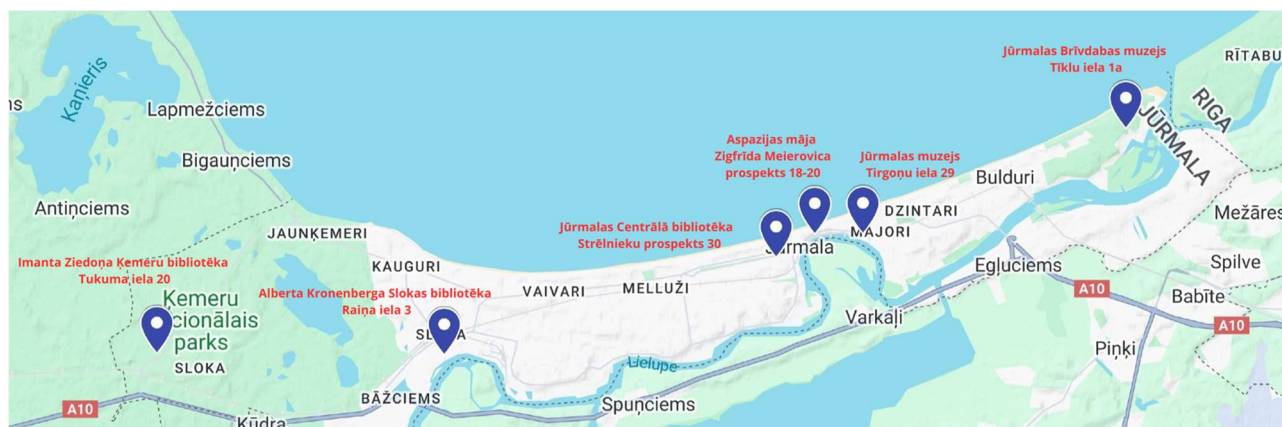 Jūrmalas Brīvdabas muzejs
Tīklu iela 1a
RĪTABU
Kaņieris
Lapmežciems
RIGA
JŪRMALA
Aspazijas māja
Zigfrīda Meierovica
prospekts 18-20
Jūrmalas muzejs
Tirgoņu iela 29
Bigauņciems
Bulduri
Antiņciems
DZINTARI
Mežāres
JAUNĶEMERI
Jūrmalas Centrālā bibliotēka
Strēlnieku prospekts 30
MAJORI
Jūrmala
Imanta Ziedoņa Ķemeru bibliotēka
Tukuma iela 20
KAUGURI
Egļuciems
Spilve
Alberta Kronenberga Slokas bibliotēka
Raiņa iela 3
VAIVARI
MELLUŽI
A10
Babīte
Ķemeru
parks
Varkaļi
A10
SLOKA
Piņķi
Lielupe
BĀŽCIEMS
A10
Spuņciems
Kūdra